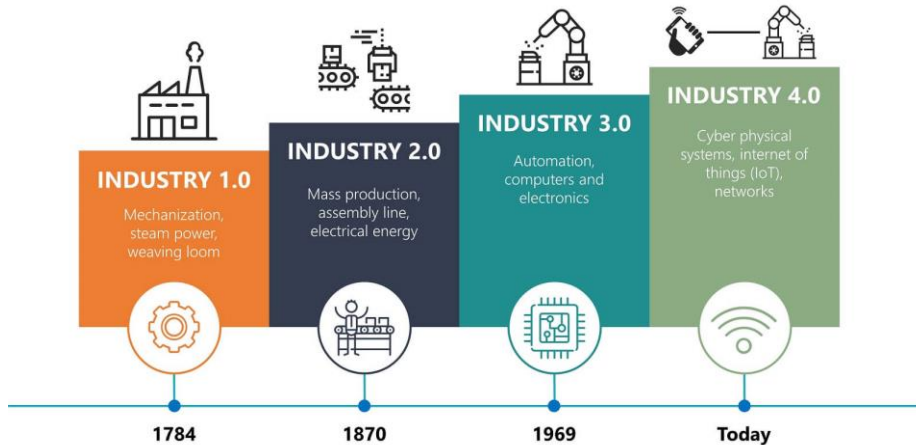 INDUSTRY 1.0
Mechanization,
steam power,
weaving loom
INDUSTRY 2.0
Mass production,
assembly line,
electrical energy
INDUSTRY 3.0
Automation,
computers and
electronics
INDUSTRY 4.0
Cyber physical
systems, internet of
things (IoT),
networks
1784
1870
1969
Today